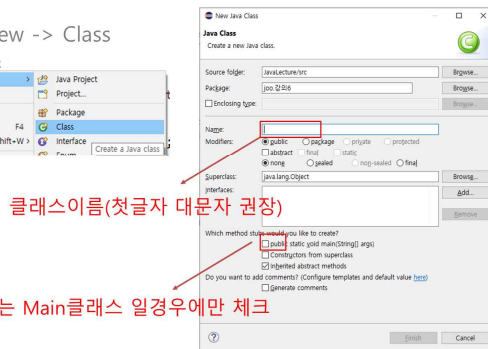 ew -> Class
Java Project
Project...
Package
F4
Class
hift+W >
Interface
Enum
Create a Java class
클래스이름(첫글자 대문자 권장)
는 Main클래스 일경우에만 체크
New Java Class
Java Class
Create a new Java class.
Source folder: JavaLecture/src Browse...
Package: joo.강의6 Browse...
Enclosing type: Browse...
Name:
Modifiers: public package private protected
abstract final static
none sealed non-sealed final
Superclass: java.lang.Object Browse...
Interfaces: Add...
Remove
Which method stubs would you like to create?
public static void main(String[] args)
Constructors from superclass
Inherited abstract methods
Do you want to add comments? (Configure templates and default value here)
Generate comments
Finish Cancel